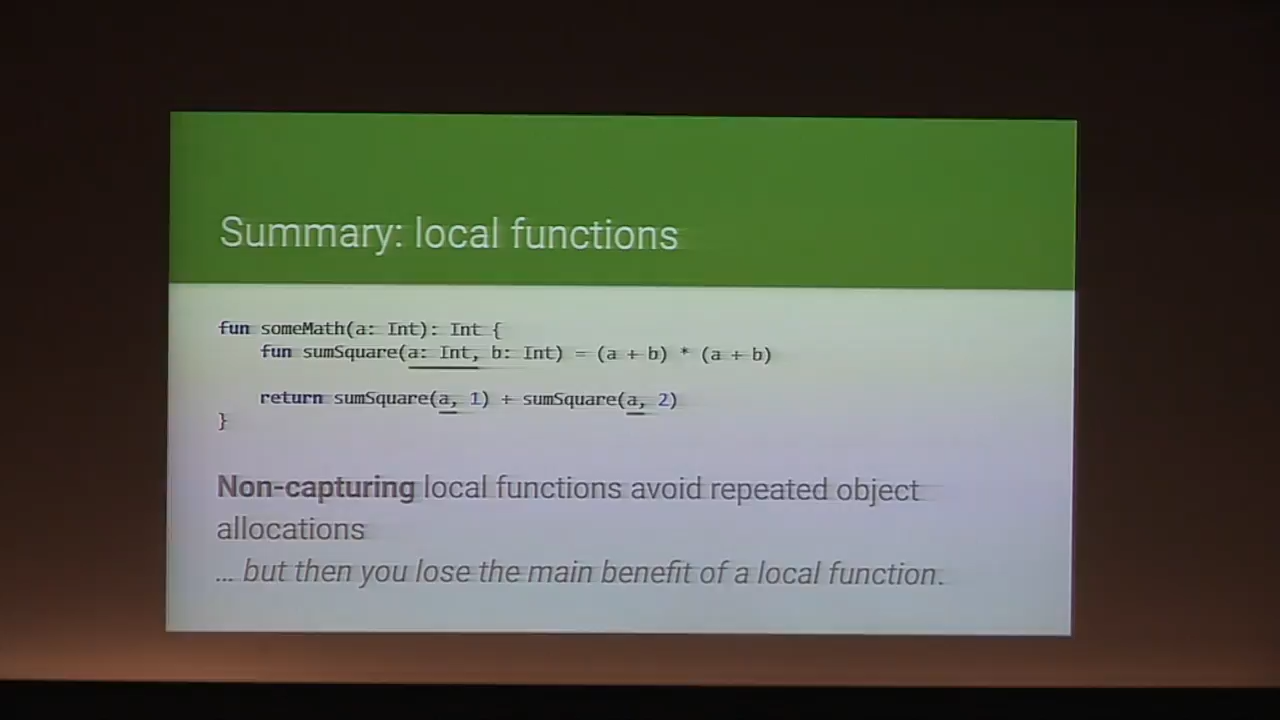 Summary: local functions
fun someMath(a: Int): Int {
    fun sumSquare(a: Int, b: Int) = (a + b) * (a + b)
    return sumSquare(a, 1) + sumSquare(a, 2)
}
Non-capturing local functions avoid repeated object
allocations
... but then you lose the main benefit of a local function.